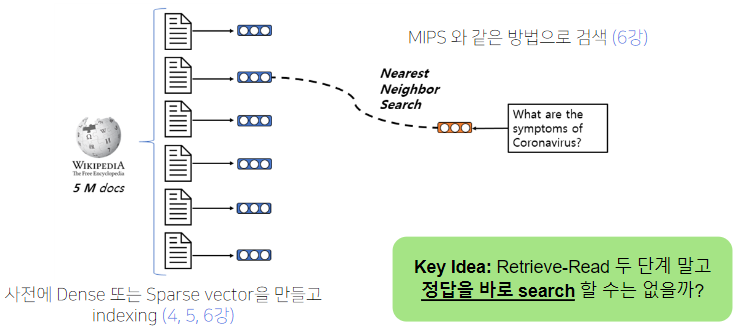 MIPS 와 같은 방법으로 검색 (6강)
Nearest
Neighbor
Search
What are the
symptoms of
Coronavirus?
WIKIPEDIA
The Free Encyclopedia
5 M docs
사전에 Dense 또는 Sparse vector을 만들고
indexing (4, 5, 6강)
Key Idea: Retrieve-Read 두 단계 말고
정답을 바로 search 할 수는 없을까?